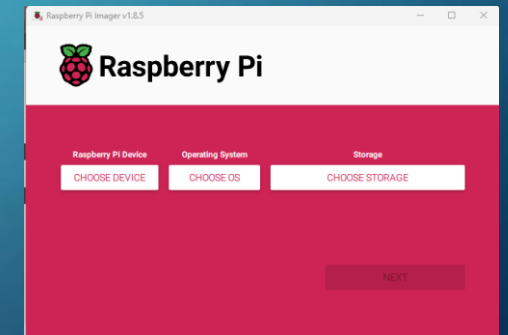 Raspberry Pi Imager v1.8.5
Raspberry Pi
Raspberry Pi Device Operating System Storage
CHOOSE DEVICE CHOOSE OS CHOOSE STORAGE
NEXT